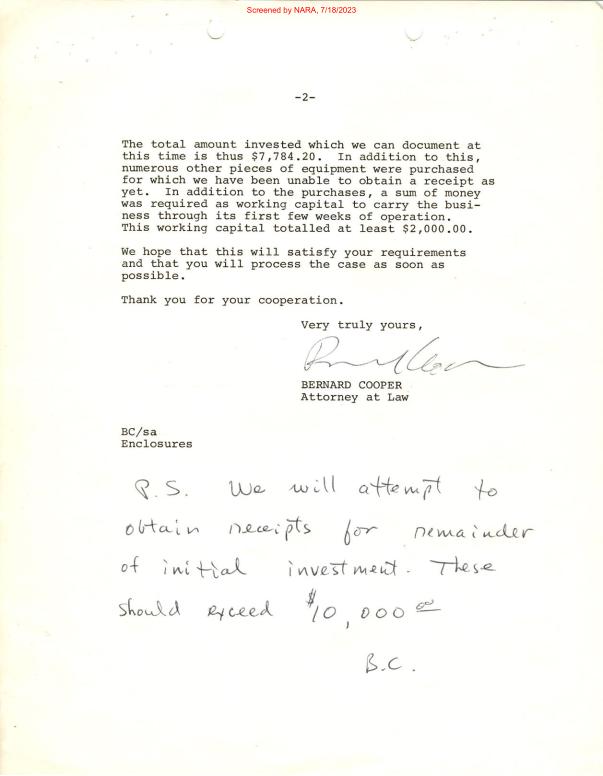 Screened by NARA, 7/18/2023
-2-
The total amount invested which we can document at
this time is thus $7,784.20.  In addition to this,
numerous other pieces of equipment were purchased
for which we have been unable to obtain a receipt as
yet.  In addition to the purchases, a sum of money
was required as working capital to carry the busi-
ness through its first few weeks of operation.
This working capital totalled at least $2,000.00.
We hope that this will satisfy your requirements
and that you will process the case as soon as
possible.
Thank you for your cooperation.
Very truly yours,
BERNARD COOPER
Attorney at Law
BC/sa
Enclosures
P.S. We will attempt to
obtain receipts for remainder
of initial investment. These
should exceed $10,000 00
B.C.